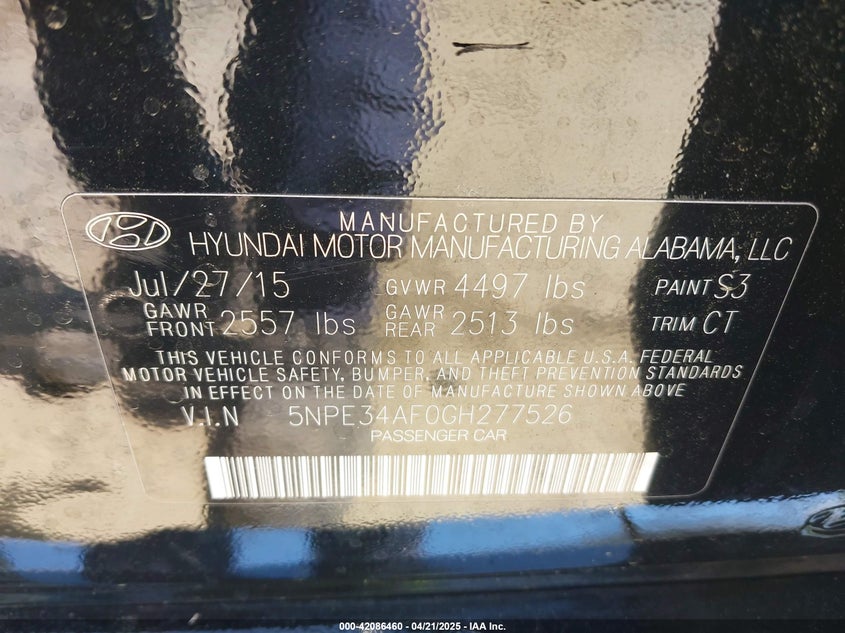 MANUFACTURED BY
HYUNDAI MOTOR MANUFACTURING ALABAMA, LLC
Jul/27/15 GVWR 4497 lbs PAINT S3
GAWR FRONT 2557 lbs GAWR REAR 2513 lbs TRIM CT
THIS VEHICLE CONFORMS TO ALL APPLICABLE U.S.A. FEDERAL
MOTOR VEHICLE SAFETY, BUMPER, AND THEFT PREVENTION STANDARDS
IN EFFECT ON THE DATE OF MANUFACTURE SHOWN ABOVE
V.I.N 5NPE34AF0GH277526
PASSENGER CAR
000-42086460 - 04/21/2025 - IAA Inc.